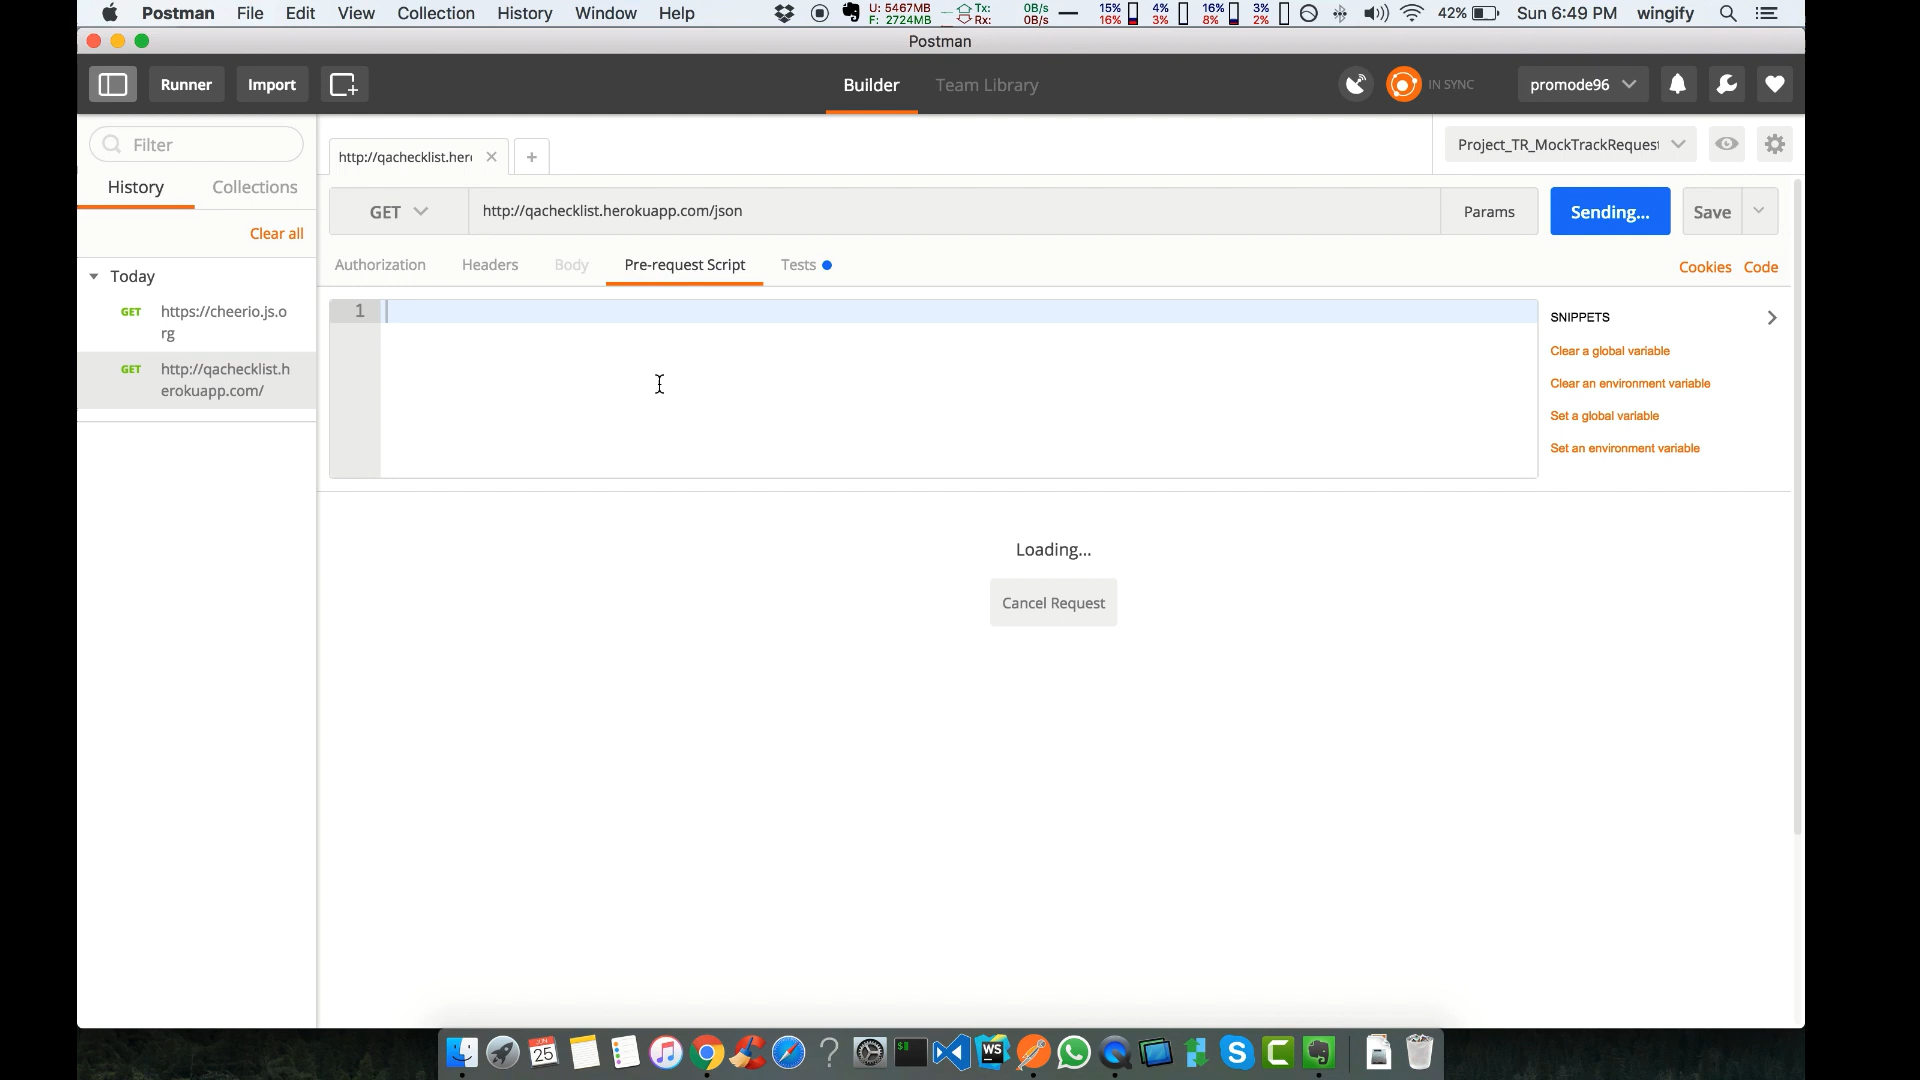 Postman File Edit View Collection History Window Help
U: 5467MB Tx: 0B/s 15% 4% 16% 3% 42% Sun 6:49 PM wingify
F: 2724MB Rx: 0B/s 16% 3% 8% 2%
Postman
Runner Import Builder Team Library IN SYNC promode96
Filter
http://qachecklist.her
Project_TR_MockTrackRequest
History Collections
GET http://qachecklist.herokuapp.com/json Params Sending... Save
Clear all
Authorization Headers Body Pre-request Script Tests Cookies Code
Today
GET https://cheerio.js.o
rg
GET http://qachecklist.h
erokuapp.com/
1
SNIPPETS
Clear a global variable
Clear an environment variable
Set a global variable
Set an environment variable
Loading...
Cancel Request
JUN
25
$
WS